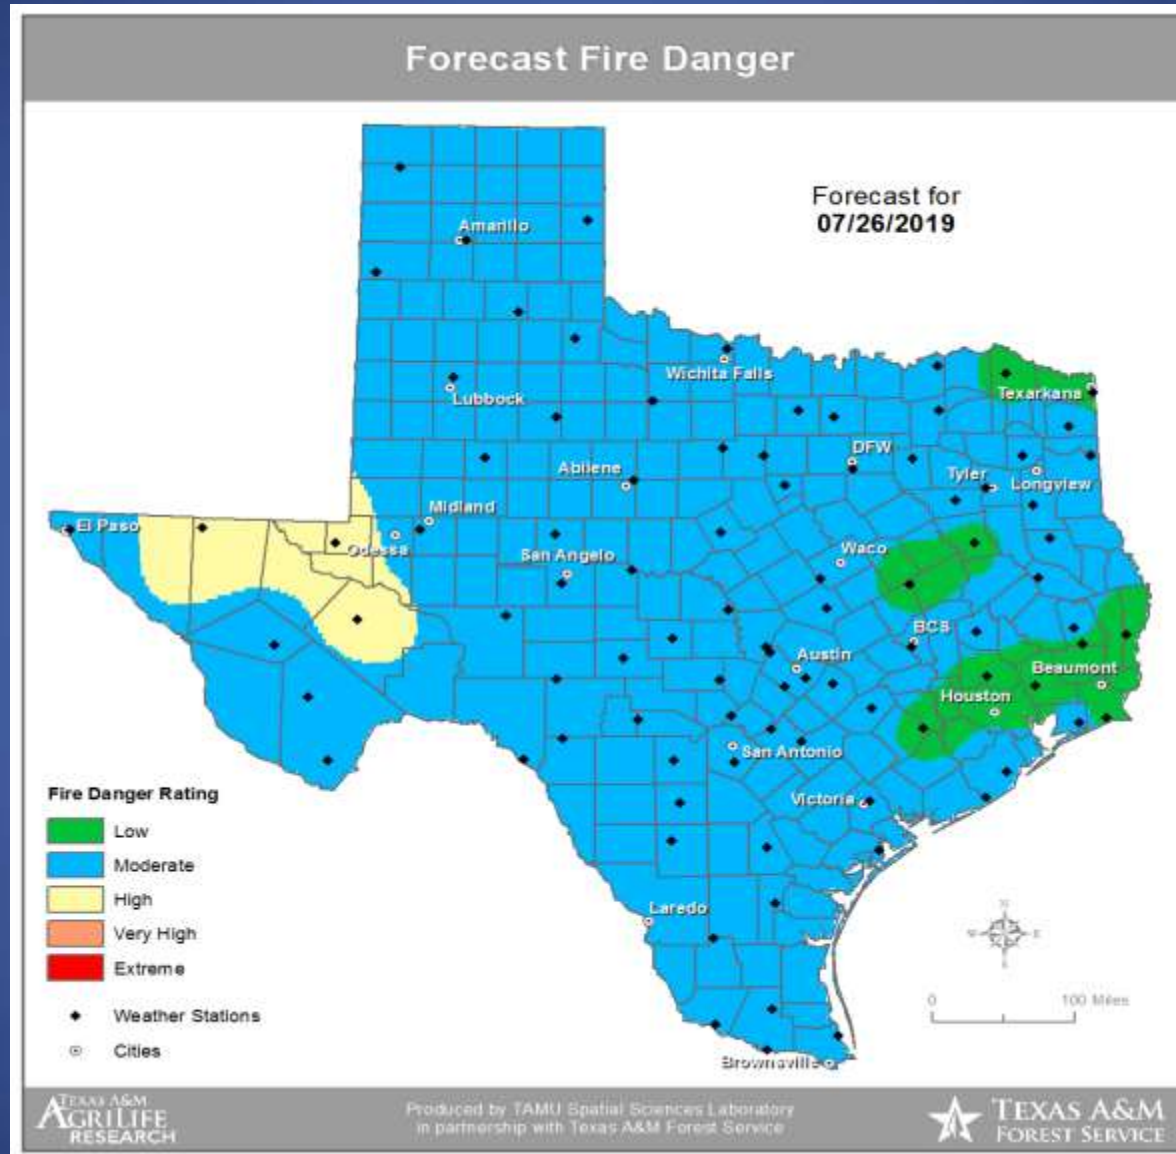 Forecast Fire Danger
Forecast for
07/26/2019
Amarillo
Wichita Falls
Lubbock
Texarkana
DFW
Abilene
Tyler
Longview
Midland
El Paso
Odessa
San Angelo
Waco
BCS
Austin
Beaumont
Houston
San Antonio
Victoria
Laredo
Brownsville
Fire Danger Rating
Low
Moderate
High
Very High
Extreme
Weather Stations
Cities
N
W
E
S
0 100 Miles
TEXAS A&M
AGRILIFE
RESEARCH
Produced by TAMU Spatial Sciences Laboratory
in partnership with Texas A&M Forest Service
TEXAS A&M
FOREST SERVICE